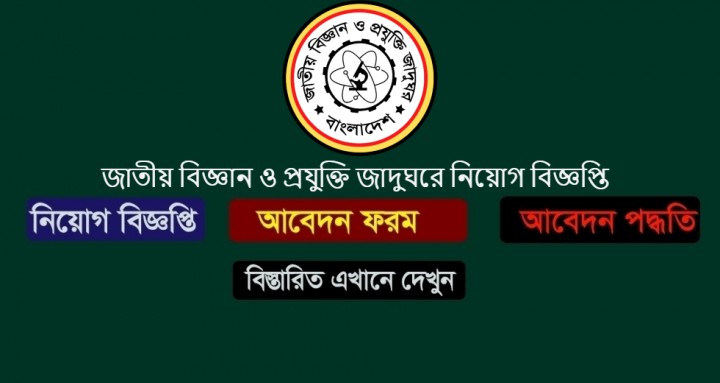 জাতীয় বিজ্ঞান ও প্রযুক্তি জাদুঘর
বাংলাদেশ
জাতীয় বিজ্ঞান ও প্রযুক্তি জাদুঘরে নিয়োগ বিজ্ঞপ্তি
নিয়োগ বিজ্ঞপ্তি
আবেদন ফরম
আবেদন পদ্ধতি
বিস্তারিত এখানে দেখুন